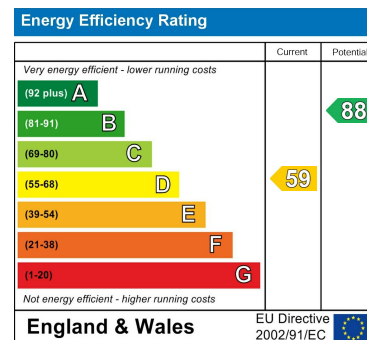 Energy Efficiency Rating
Current Potential
Very energy efficient - lower running costs
(92 plus) A
(81-91) B
(69-80) C
(55-68) D
(39-54) E
(21-38) F
(1-20) G
59
88
Not energy efficient - higher running costs
England & Wales
EU Directive
2002/91/EC